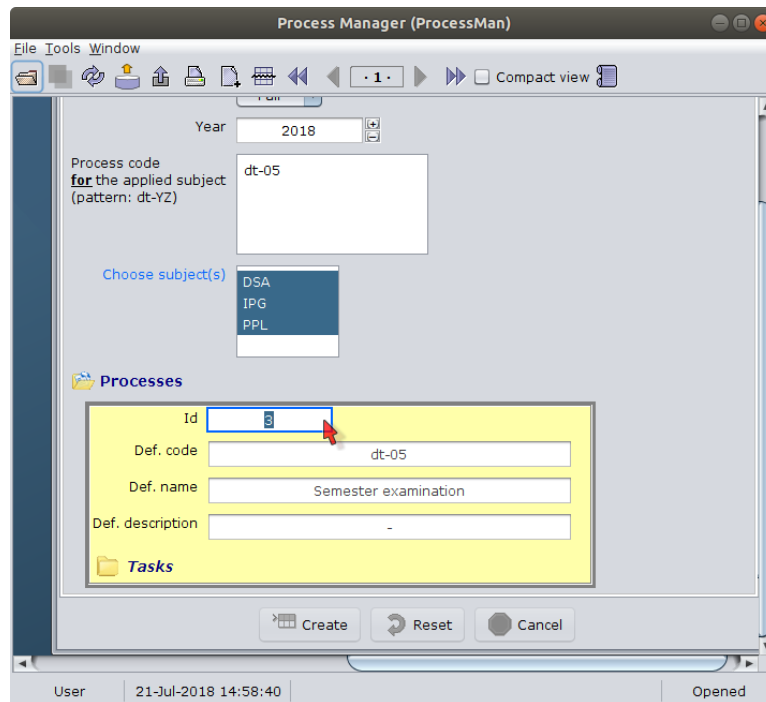 Process Manager (ProcessMan)
File Tools Window
· 1 · Compact view
Year 2018
Process code
for the applied subject
(pattern: dt-YZ)
dt-05
Choose subject(s)
DSA
IPG
PPL
Processes
Id 3
Def. code dt-05
Def. name Semester examination
Def. description -
Tasks
Create Reset Cancel
User 21-Jul-2018 14:58:40 Opened